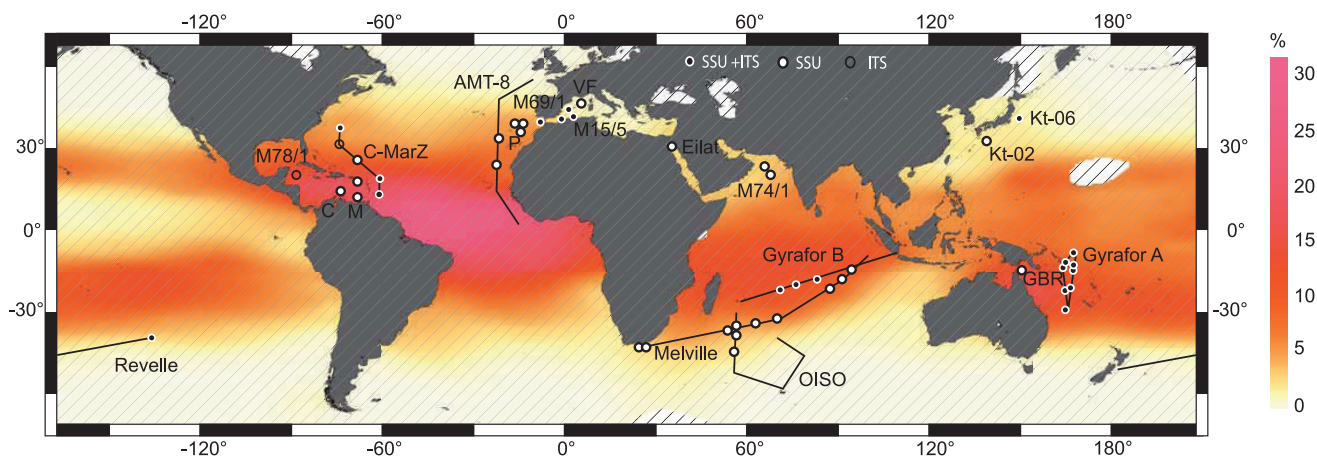 -120° -60° 0° 60° 120° 180°
%
SSU +ITS SSU ITS
30
25
20
15
10
5
0
30°
0°
-30°
30°
0°
-30°
AMT-8
VF
M69/1
M15/5
P
Kt-06
Kt-02
C-MarZ
M78/1
Eilat
M74/1
C
M
Gyrafor B
Gyrafor A
GBR
Revelle
Melville
OISO
-120° -60° 0° 60° 120° 180°